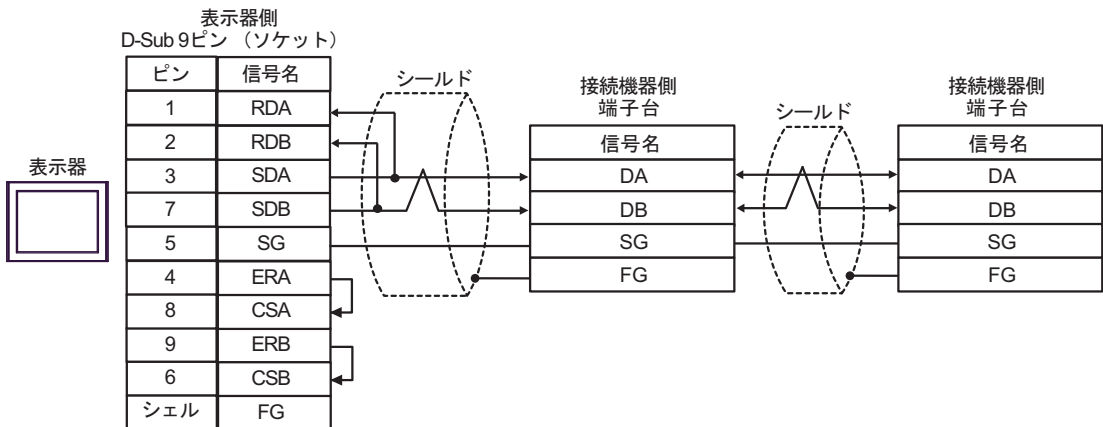 表示器側
D-Sub 9ピン （ソケット）
ピン 信号名
1 RDA
2 RDB
3 SDA
7 SDB
5 SG
4 ERA
8 CSA
9 ERB
6 CSB
シェル FG
表示器
シールド
接続機器側
端子台
信号名
DA
DB
SG
FG
シールド
接続機器側
端子台
信号名
DA
DB
SG
FG